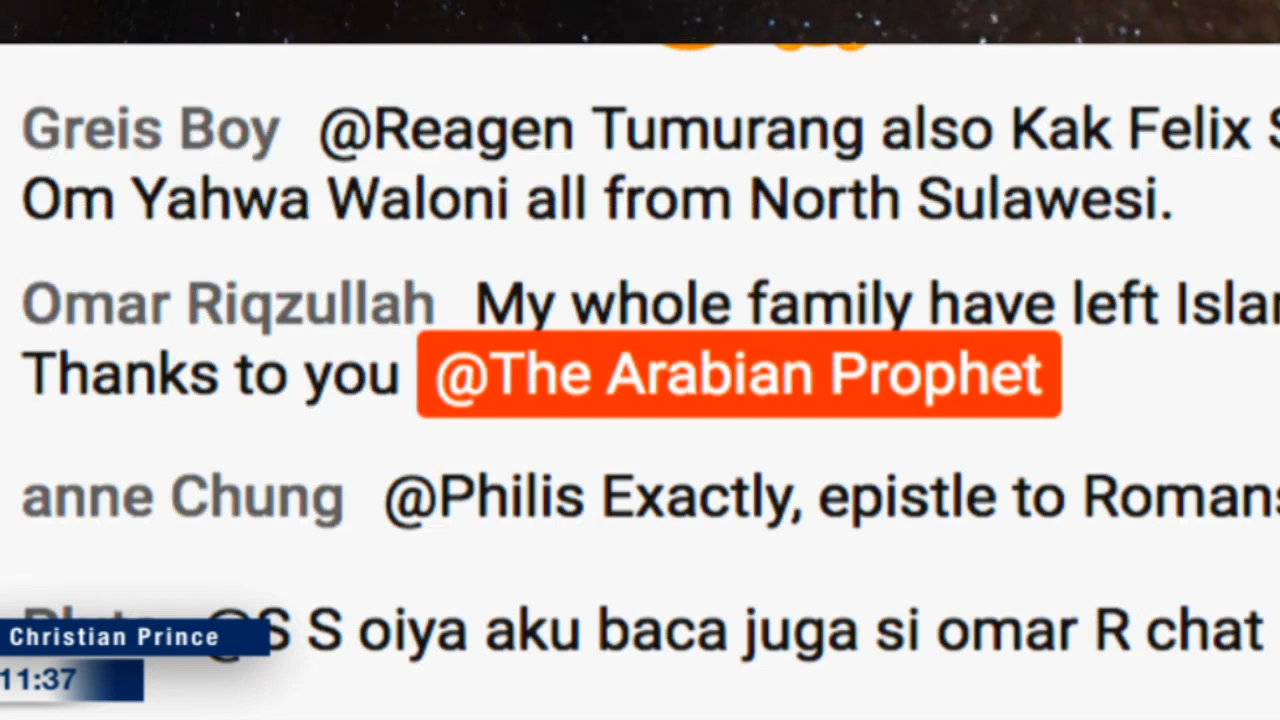 Greis Boy @Reagen Tumurang also Kak Felix
Om Yahwa Waloni all from North Sulawesi.
Omar Riqzullah My whole family have left
Thanks to you @The Arabian Prophet
anne Chung @Philis Exactly, epistle to Romans
@S S oiya aku baca juga si omar R chat
Christian Prince
11:37